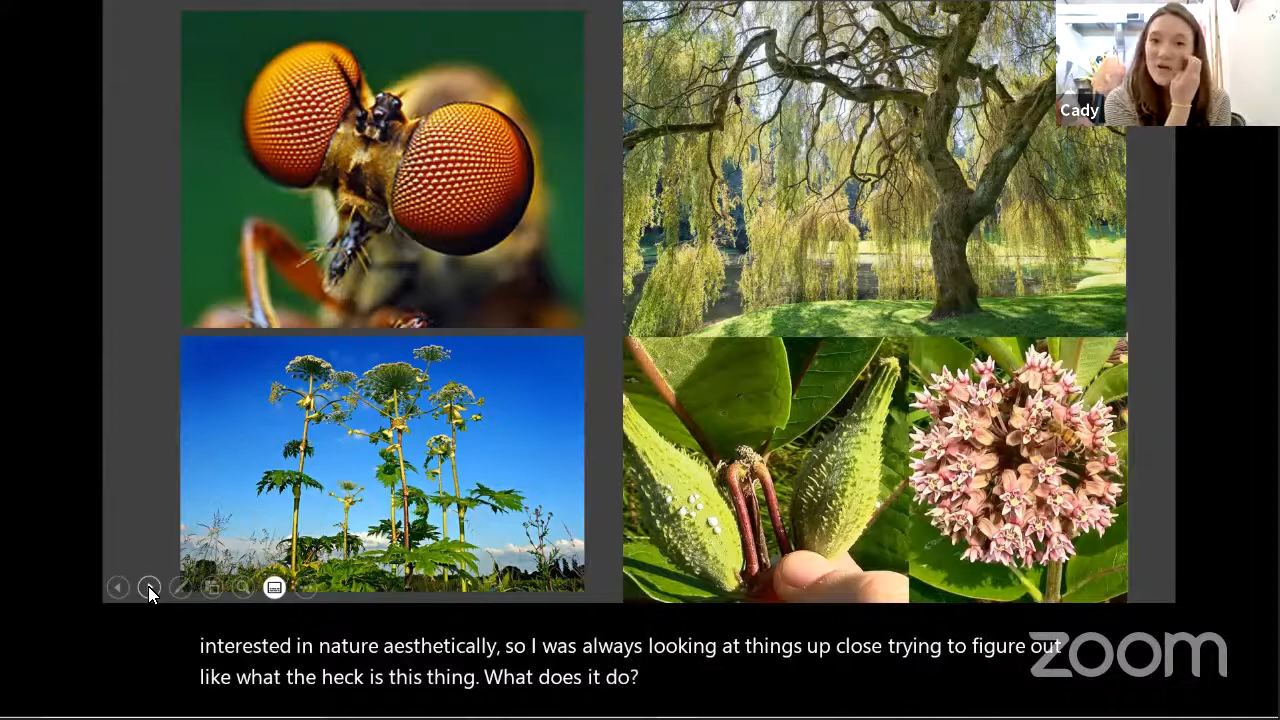 Cady
interested in nature aesthetically, so I was always looking at things up close trying to figure out
like what the heck is this thing. What does it do?
zoom